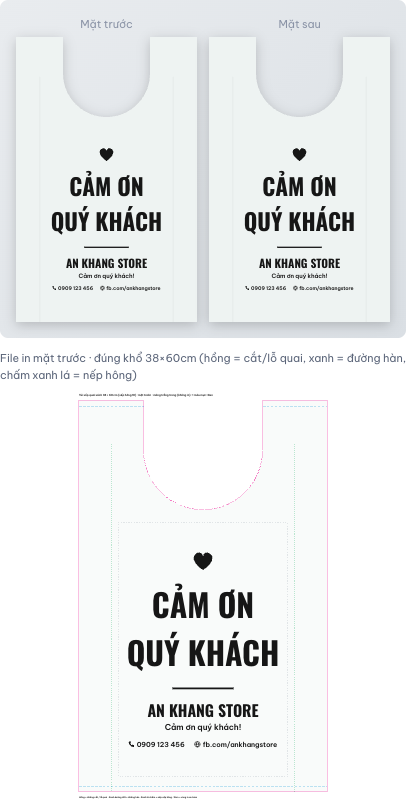 Mặt trước
Mặt sau
CẢM ƠN
QUÝ KHÁCH
AN KHANG STORE
Cảm ơn quý khách!
0909 123 456 fb.com/ankhangstore
CẢM ƠN
QUÝ KHÁCH
AN KHANG STORE
Cảm ơn quý khách!
0909 123 456 fb.com/ankhangstore
File in mặt trước · đúng khổ 38×60cm (hồng = cắt/lỗ quai, xanh = đường hàn,
chấm xanh lá = nếp hông)
CẢM ƠN
QUÝ KHÁCH
AN KHANG STORE
Cảm ơn quý khách!
0909 123 456 fb.com/ankhangstore